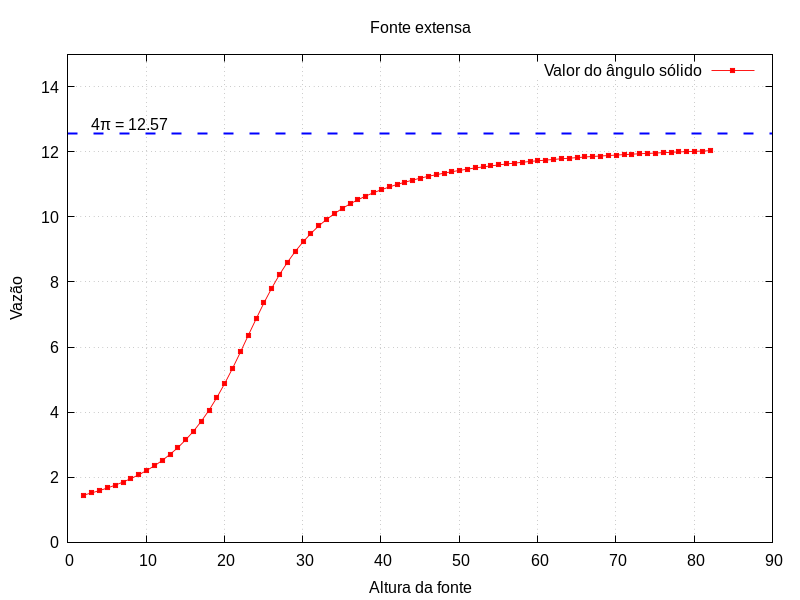 Fonte extensa
Valor do ângulo sólido
4π = 12.57
14
12
10
8
6
4
2
0
Vazão
0 10 20 30 40 50 60 70 80 90
Altura da fonte